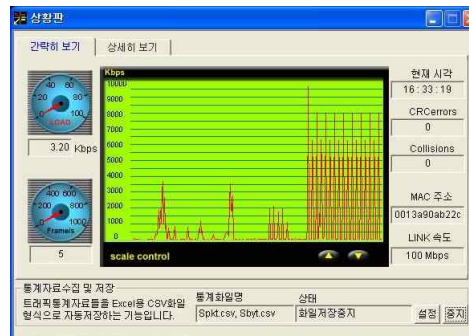 상황판
간략히 보기
상세히 보기
Kbps
10000
9000
8000
7000
6000
5000
4000
3000
2000
1000
0
scale control
40 60
20 80
0 100
LOAD
3.20 Kbps
400 600
200 800
0 1000
Frame/s
5
현재 시각
16:33:19
CRCerrors
0
Collisions
0
MAC 주소
0013a90ab22c
LINK 속도
100 Mbps
통계자료수집 및 저장
트래픽통계자료들을 Excel용 CSV화일
형식으로 자동저장하는 기능입니다.
통계화일명
Spkt.csv, Sbyt.csv
상태
화일저장중지
설정
중지